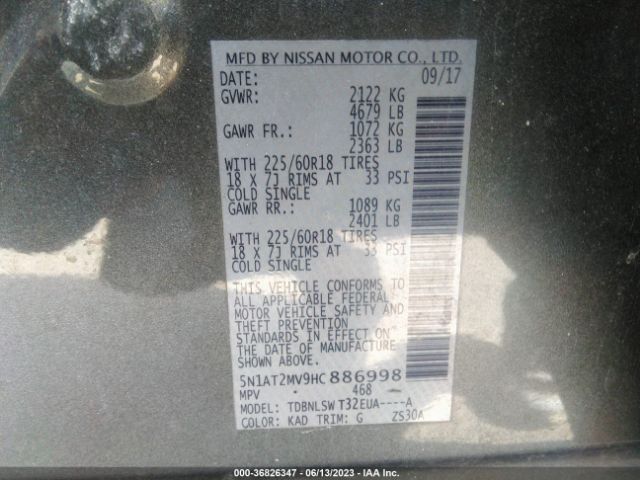 MFD BY NISSAN MOTOR CO., LTD.
DATE: 09/17
GVWR: 2122 KG
4679 LB
GAWR FR.: 1072 KG
2363 LB
WITH 225/60R18 TIRES
18 X 7J RIMS AT 33 PSI
COLD SINGLE
GAWR RR.: 1089 KG
2401 LB
WITH 225/60R18 TIRES
18 X 7J RIMS AT 33 PSI
COLD SINGLE
THIS VEHICLE CONFORMS TO
ALL APPLICABLE FEDERAL
MOTOR VEHICLE SAFETY AND
THEFT PREVENTION
STANDARDS IN EFFECT ON THE
DATE OF MANUFACTURE
SHOWN ABOVE.
5N1AT2MV9HC886998
MPV 468
MODEL: TDBNLSW T32EUA----A
COLOR: KAD TRIM: G ZS30A
000-36826347 - 06/13/2023 - IAA Inc.